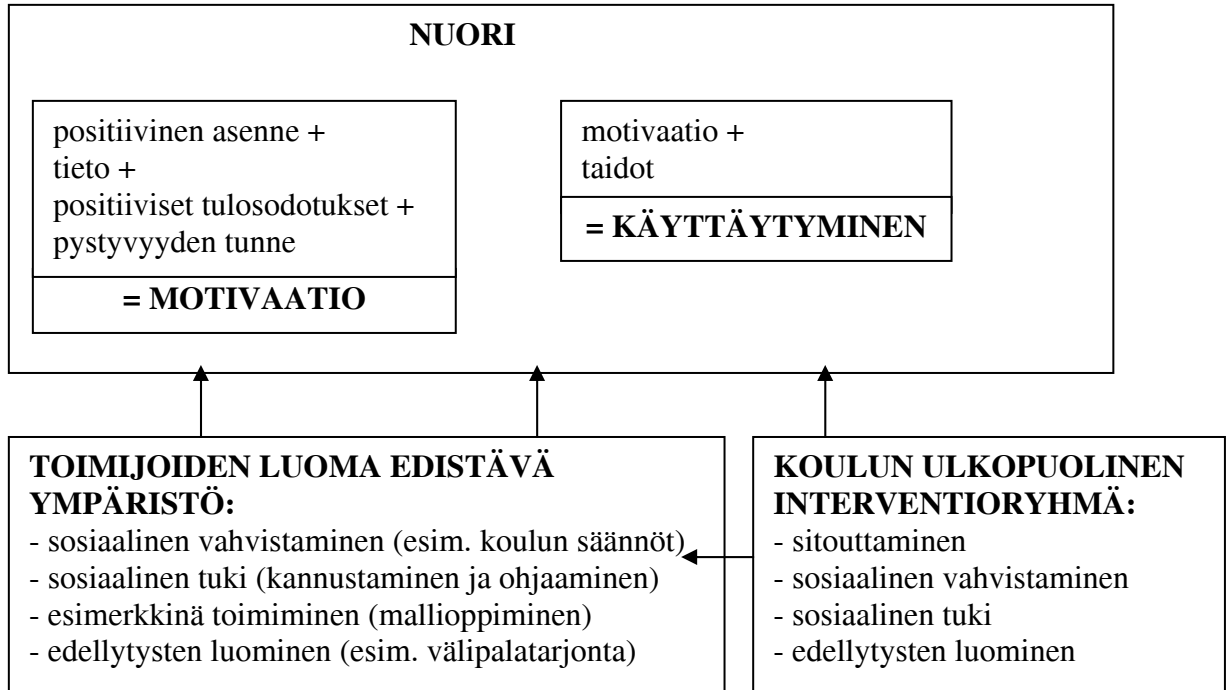 NUORI
positiivinen asenne +
tieto +
positiiviset tulosodotukset +
pystyvyyden tunne
= MOTIVAATIO
motivaatio +
taidot
= KÄYTTÄYTYMINEN
TOIMIJOIDEN LUOMA EDISTÄVÄ
YMPÄRISTÖ:
- sosiaalinen vahvistaminen (esim. koulun säännöt)
- sosiaalinen tuki (kannustaminen ja ohjaaminen)
- esimerkkinä toimiminen (mallioppiminen)
- edellytysten luominen (esim. välipalatarjonta)
KOULUN ULKOPUOLINEN
INTERVENTIORYHMÄ:
- sitouttaminen
- sosiaalinen vahvistaminen
- sosiaalinen tuki
- edellytysten luominen